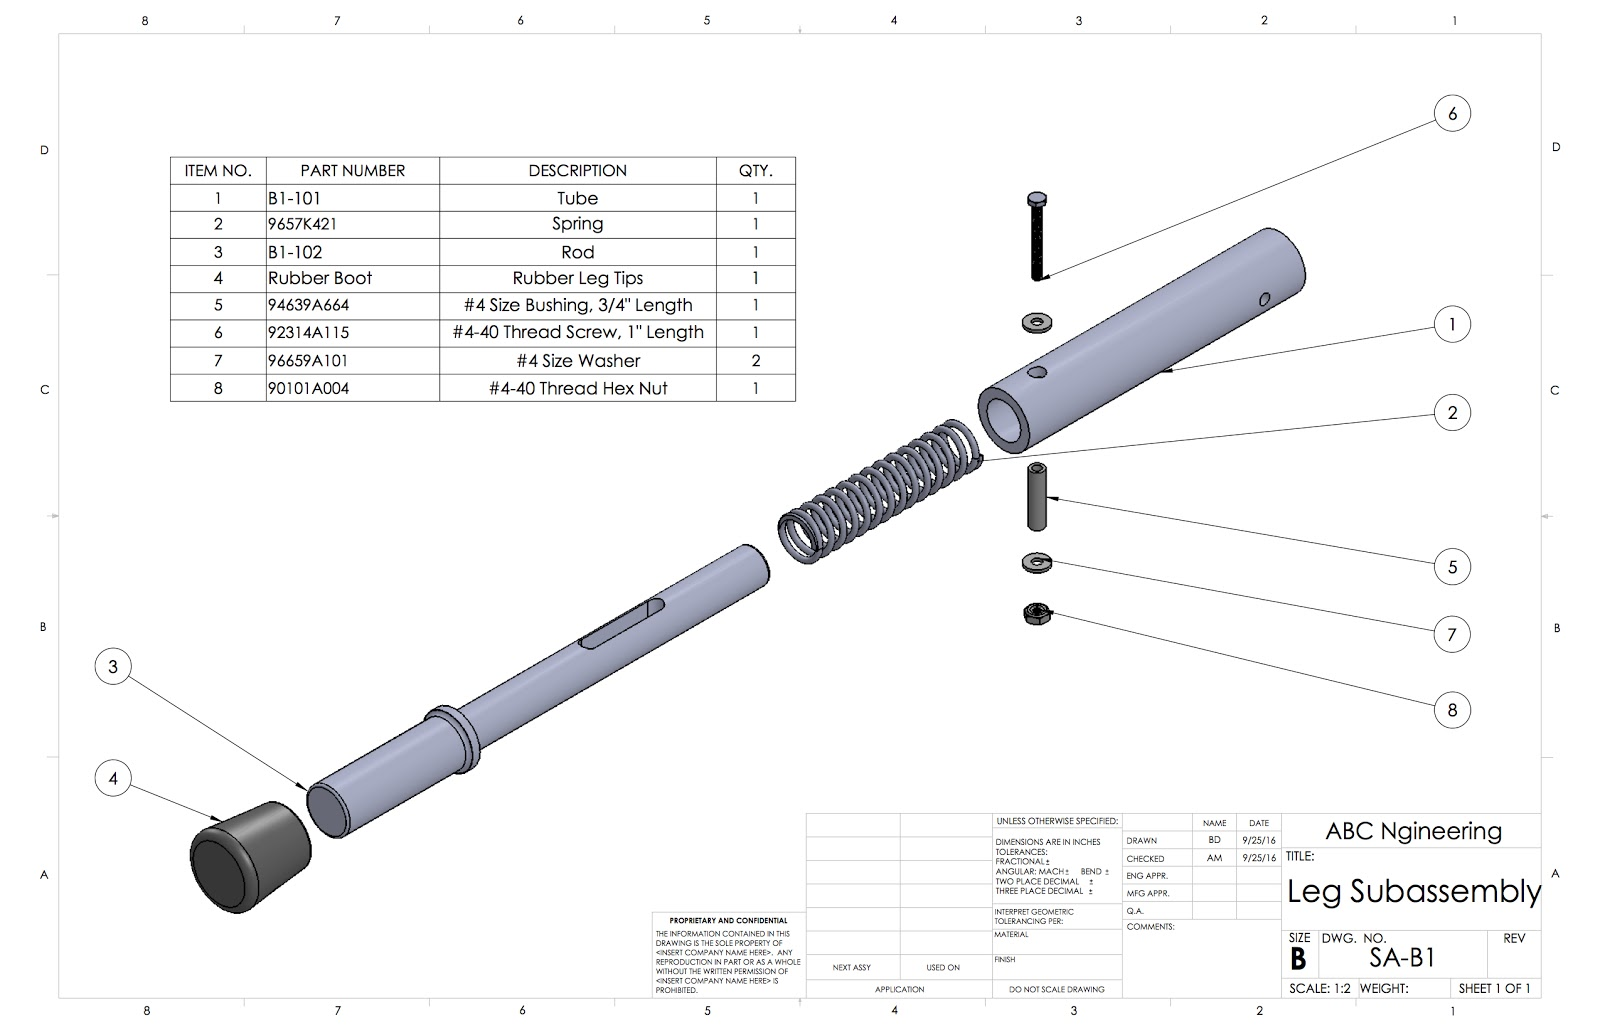 8 7 6 5 4 3 2 1
D D
6
ITEM NO. PART NUMBER DESCRIPTION QTY.
1 B1-101 Tube 1
2 9657K421 Spring 1
3 B1-102 Rod 1
4 Rubber Boot Rubber Leg Tips 1
5 94639A664 #4 Size Bushing, 3/4" Length 1
6 92314A115 #4-40 Thread Screw, 1" Length 1
7 96659A101 #4 Size Washer 2
8 90101A004 #4-40 Thread Hex Nut 1
1
C C
2
5
B B
7
3
8
4
A A
UNLESS OTHERWISE SPECIFIED:
DIMENSIONS ARE IN INCHES
TOLERANCES:
FRACTIONAL±
ANGULAR: MACH± BEND ±
TWO PLACE DECIMAL ±
THREE PLACE DECIMAL ±
INTERPRET GEOMETRIC
TOLERANCING PER:
MATERIAL
FINISH
DO NOT SCALE DRAWING
NAME DATE
DRAWN BD 9/25/16
CHECKED AM 9/25/16
ENG APPR.
MFG APPR.
Q.A.
COMMENTS:
ABC Ngineering
TITLE:
Leg Subassembly
SIZE DWG. NO. REV
B SA-B1
SCALE: 1:2 WEIGHT: SHEET 1 OF 1
PROPRIETARY AND CONFIDENTIAL
THE INFORMATION CONTAINED IN THIS
DRAWING IS THE SOLE PROPERTY OF
<INSERT COMPANY NAME HERE>. ANY
REPRODUCTION IN PART OR AS A WHOLE
WITHOUT THE WRITTEN PERMISSION OF
<INSERT COMPANY NAME HERE> IS
PROHIBITED.
NEXT ASSY USED ON
APPLICATION
8 7 6 5 4 3 2 1